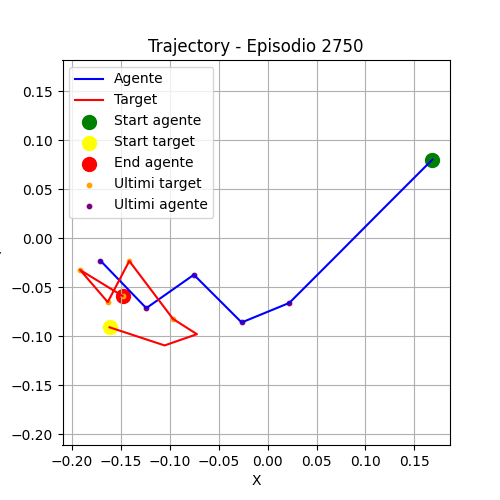 Trajectory - Episodio 2750
Agente
Target
Start agente
Start target
End agente
Ultimi target
Ultimi agente
0.15
0.10
0.05
0.00
−0.05
−0.10
−0.15
−0.20
−0.20 −0.15 −0.10 −0.05 0.00 0.05 0.10 0.15
X